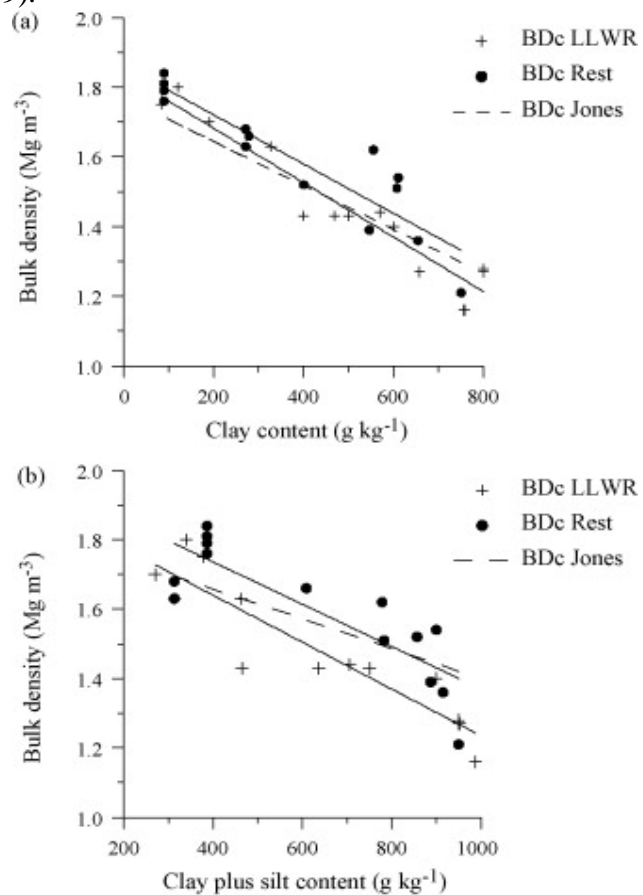 9).
(a)
2.0
1.8
1.6
1.4
1.2
1.0
0
200
400
600
800
Bulk density (Mg m-3)
Clay content (g kg-1)
BDc LLWR
BDc Rest
BDc Jones
(b)
2.0
1.8
1.6
1.4
1.2
1.0
200
400
600
800
1000
Bulk density (Mg m-3)
Clay plus silt content (g kg-1)
BDc LLWR
BDc Rest
BDc Jones